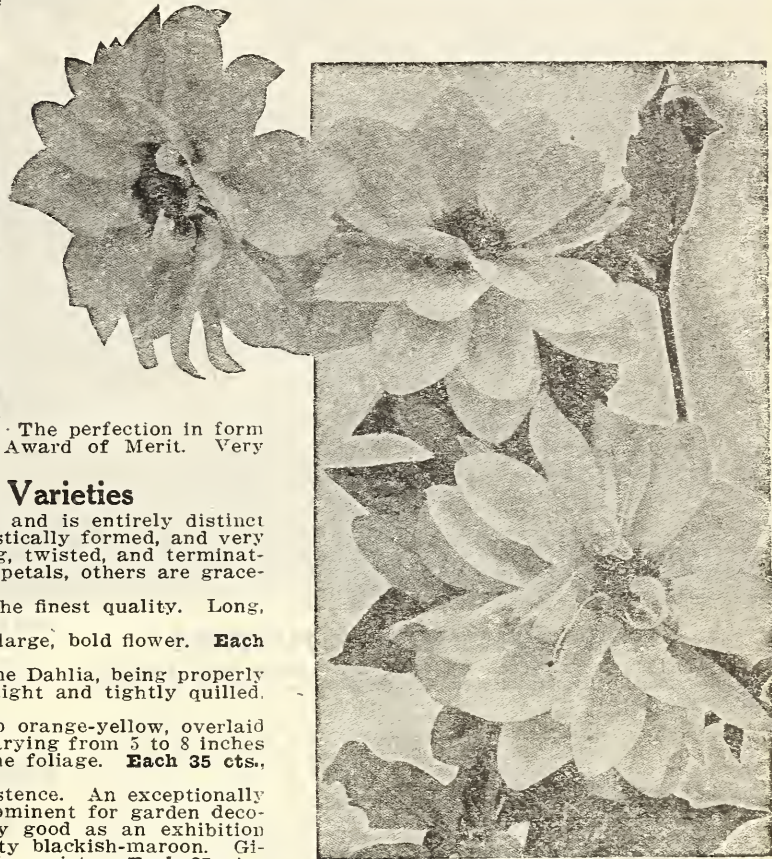 The perfection in form
Award of Merit. Very
Varieties
and is entirely distinct
stically formed, and very
g, twisted, and terminat-
petals, others are grace-
he finest quality. Long,
large, bold flower. Each
ne Dahlia, being properly
ight and tightly quilled.
o orange-yellow, overlaid
arying from 5 to 8 inches
ne foliage. Each 35 cts.,
stence. An exceptionally
ominent for garden deco-
y good as an exhibition
ty blackish-maroon. Gi-